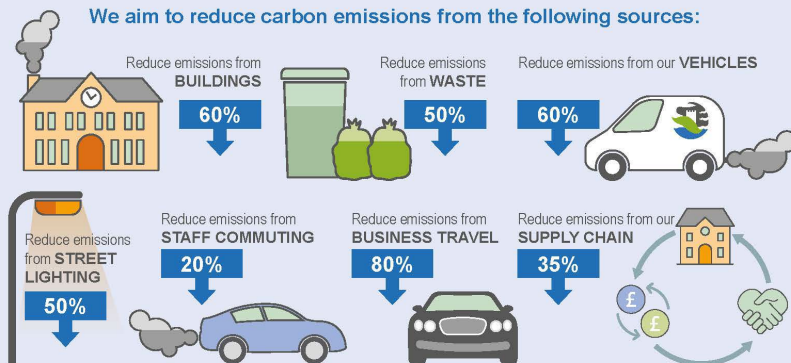 We aim to reduce carbon emissions from the following sources:
Reduce emissions from
BUILDINGS
60%
Reduce emissions
from WASTE
50%
Reduce emissions from our VEHICLES
60%
Reduce emissions
from STREET
LIGHTING
50%
Reduce emissions from
STAFF COMMUTING
20%
Reduce emissions from
BUSINESS TRAVEL
80%
Reduce emissions from our
SUPPLY CHAIN
35%
£
£